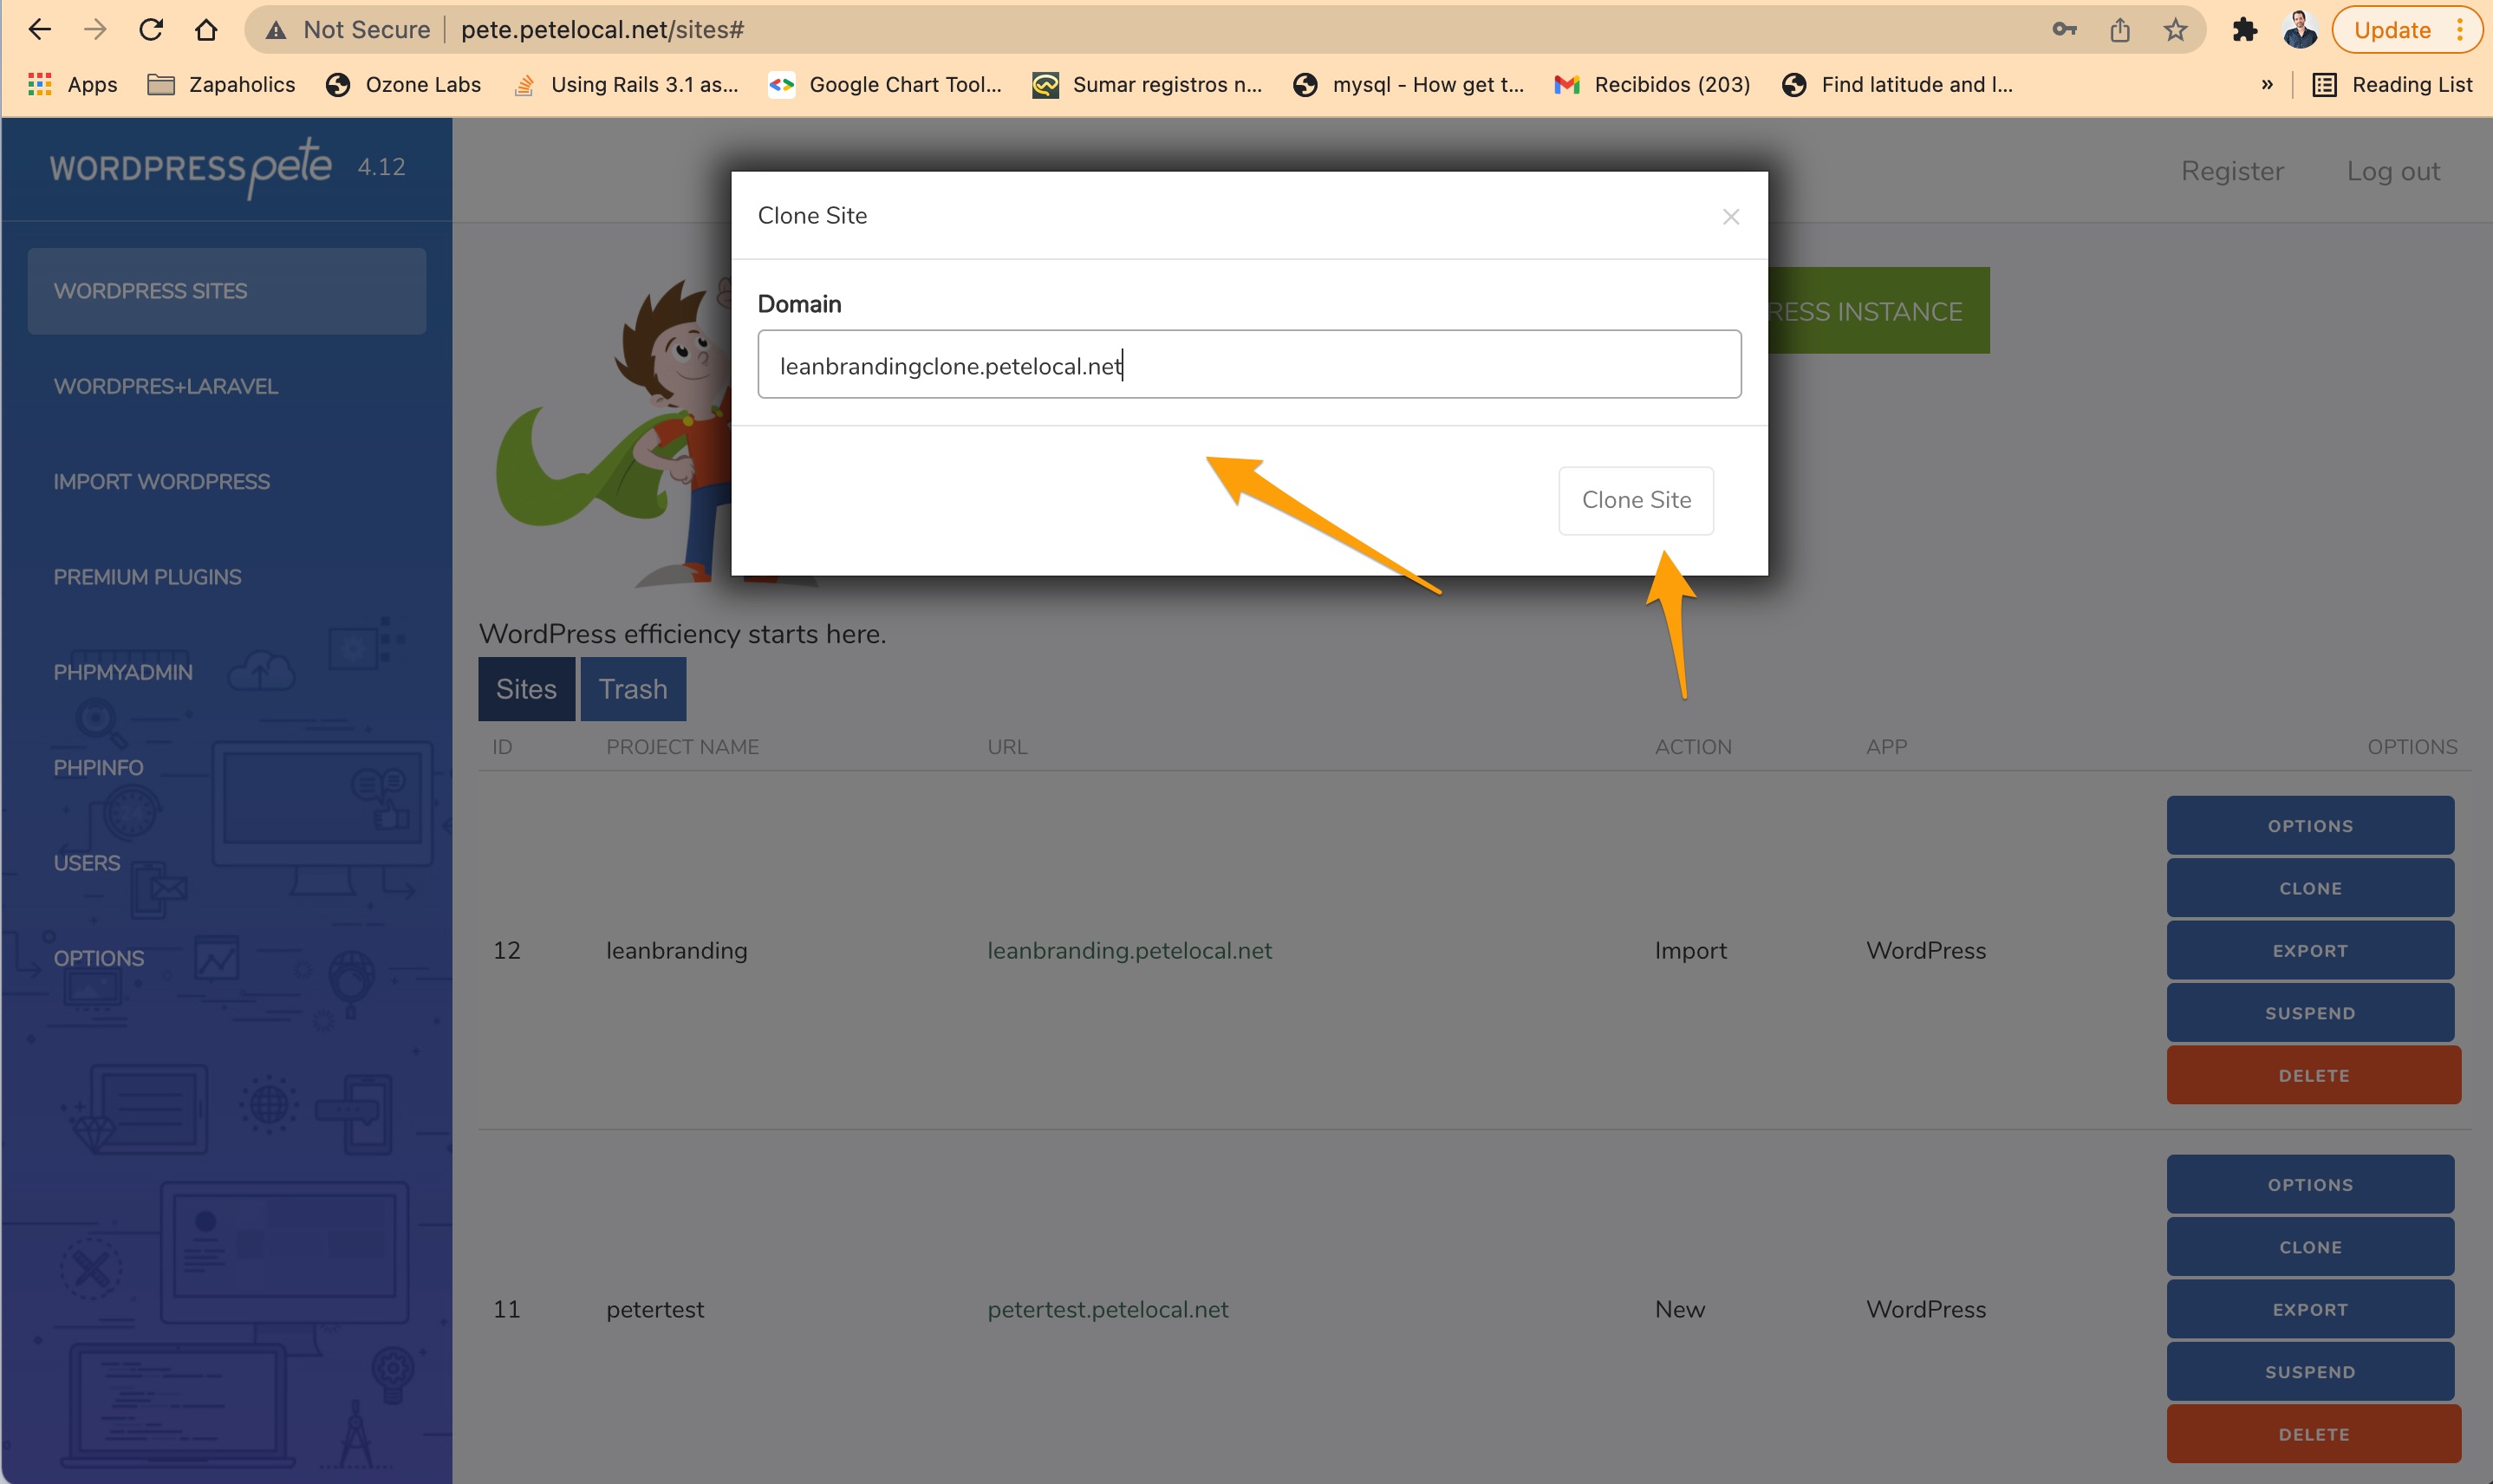 Not Secure pete.petelocal.net/sites# Update
Apps Zapaholics Ozone Labs Using Rails 3.1 as... Google Chart Tool... Sumar registros n... mysql - How get t... Recibidos (203) Find latitude and l... » Reading List
WORDPRESS pete 4.12
Register Log out
Clone Site ×
Domain
leanbrandingclone.petelocal.net
Clone Site
RESS INSTANCE
WORDPRESS SITES
WORDPRES+LARAVEL
IMPORT WORDPRESS
PREMIUM PLUGINS
PHPMYADMIN
PHPINFO
USERS
OPTIONS
WordPress efficiency starts here.
Sites Trash
ID PROJECT NAME URL ACTION APP OPTIONS
12 leanbranding leanbranding.petelocal.net Import WordPress
OPTIONS
CLONE
EXPORT
SUSPEND
DELETE
11 petertest petertest.petelocal.net New WordPress
OPTIONS
CLONE
EXPORT
SUSPEND
DELETE